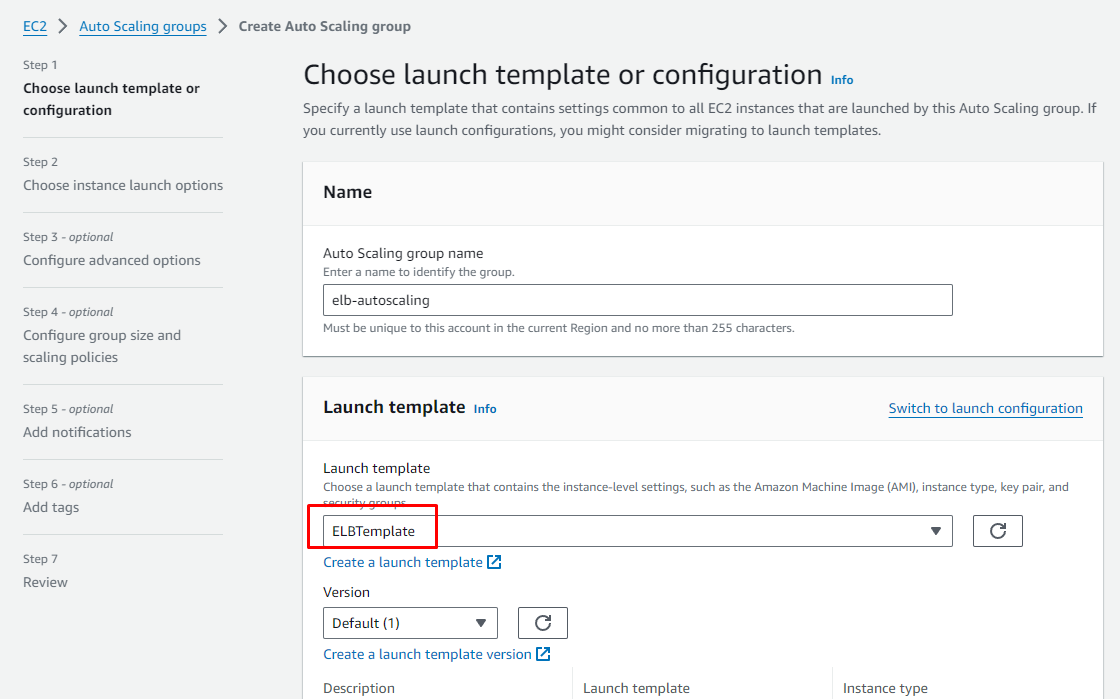 EC2 > Auto Scaling groups > Create Auto Scaling group
Step 1
Choose launch template or
configuration
Step 2
Choose instance launch options
Step 3 - optional
Configure advanced options
Step 4 - optional
Configure group size and
scaling policies
Step 5 - optional
Add notifications
Step 6 - optional
Add tags
Step 7
Review
Choose launch template or configuration Info
Specify a launch template that contains settings common to all EC2 instances that are launched by this Auto Scaling group. If
you currently use launch configurations, you might consider migrating to launch templates.
Name
Auto Scaling group name
Enter a name to identify the group.
elb-autoscaling
Must be unique to this account in the current Region and no more than 255 characters.
Launch template Info
Switch to launch configuration
Launch template
Choose a launch template that contains the instance-level settings, such as the Amazon Machine Image (AMI), instance type, key pair, and
security groups.
ELBTemplate
Create a launch template
Version
Default (1)
Create a launch template version
Description
Launch template
Instance type